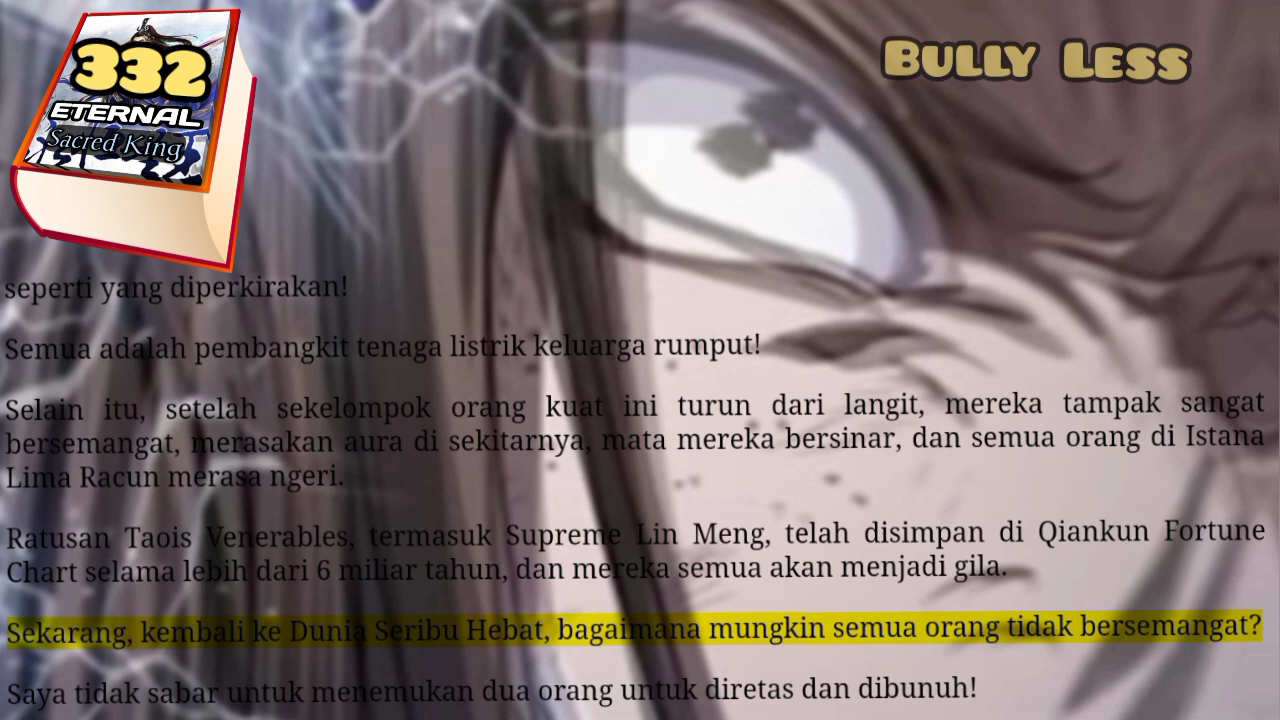 332
ETERNAL
Sacred King
BULLY LESS
seperti yang diperkirakan!
Semua adalah pembangkit tenaga listrik keluarga rumput!
Selain itu, setelah sekelompok orang kuat ini turun dari langit, mereka tampak sangat
bersemangat, merasakan aura di sekitarnya, mata mereka bersinar, dan semua orang di Istana
Lima Racun merasa ngeri.
Ratusan Taois Venerables, termasuk Supreme Lin Meng, telah disimpan di Qiankun Fortune
Chart selama lebih dari 6 miliar tahun, dan mereka semua akan menjadi gila.
Sekarang, kembali ke Dunia Seribu Hebat, bagaimana mungkin semua orang tidak bersemangat?
Saya tidak sabar untuk menemukan dua orang untuk diretas dan dibunuh!